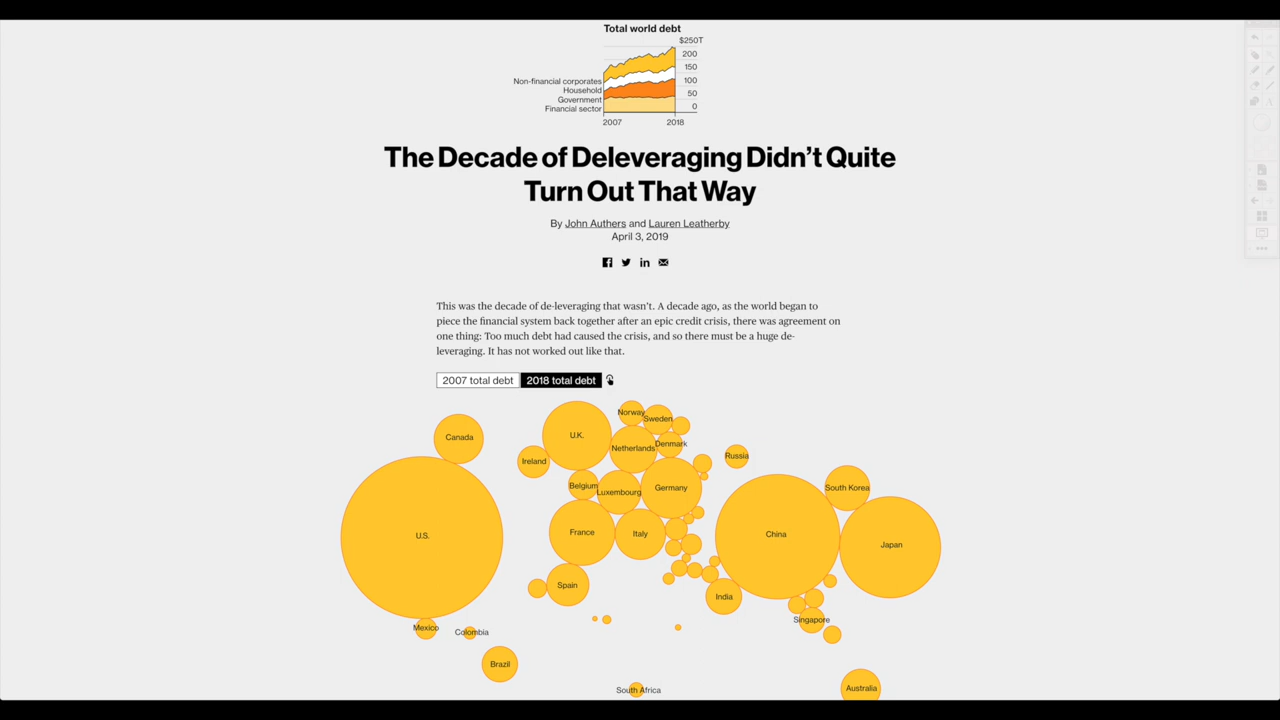 Total world debt
$250T
200
150
100
50
0
Non-financial corporates
Household
Government
Financial sector
2007
2018
The Decade of Deleveraging Didn’t Quite
Turn Out That Way
By John Authers and Lauren Leatherby
April 3, 2019
This was the decade of de-leveraging that wasn’t. A decade ago, as the world began to
piece the financial system back together after an epic credit crisis, there was agreement on
one thing: Too much debt had caused the crisis, and so there must be a huge de-
leveraging. It has not worked out like that.
2007 total debt
2018 total debt
Norway
Sweden
Canada
U.K.
Denmark
Netherlands
Russia
Ireland
Belgium
Luxembourg
Germany
South Korea
U.S.
France
Italy
China
Japan
Spain
India
Singapore
Mexico
Colombia
Brazil
South Africa
Australia